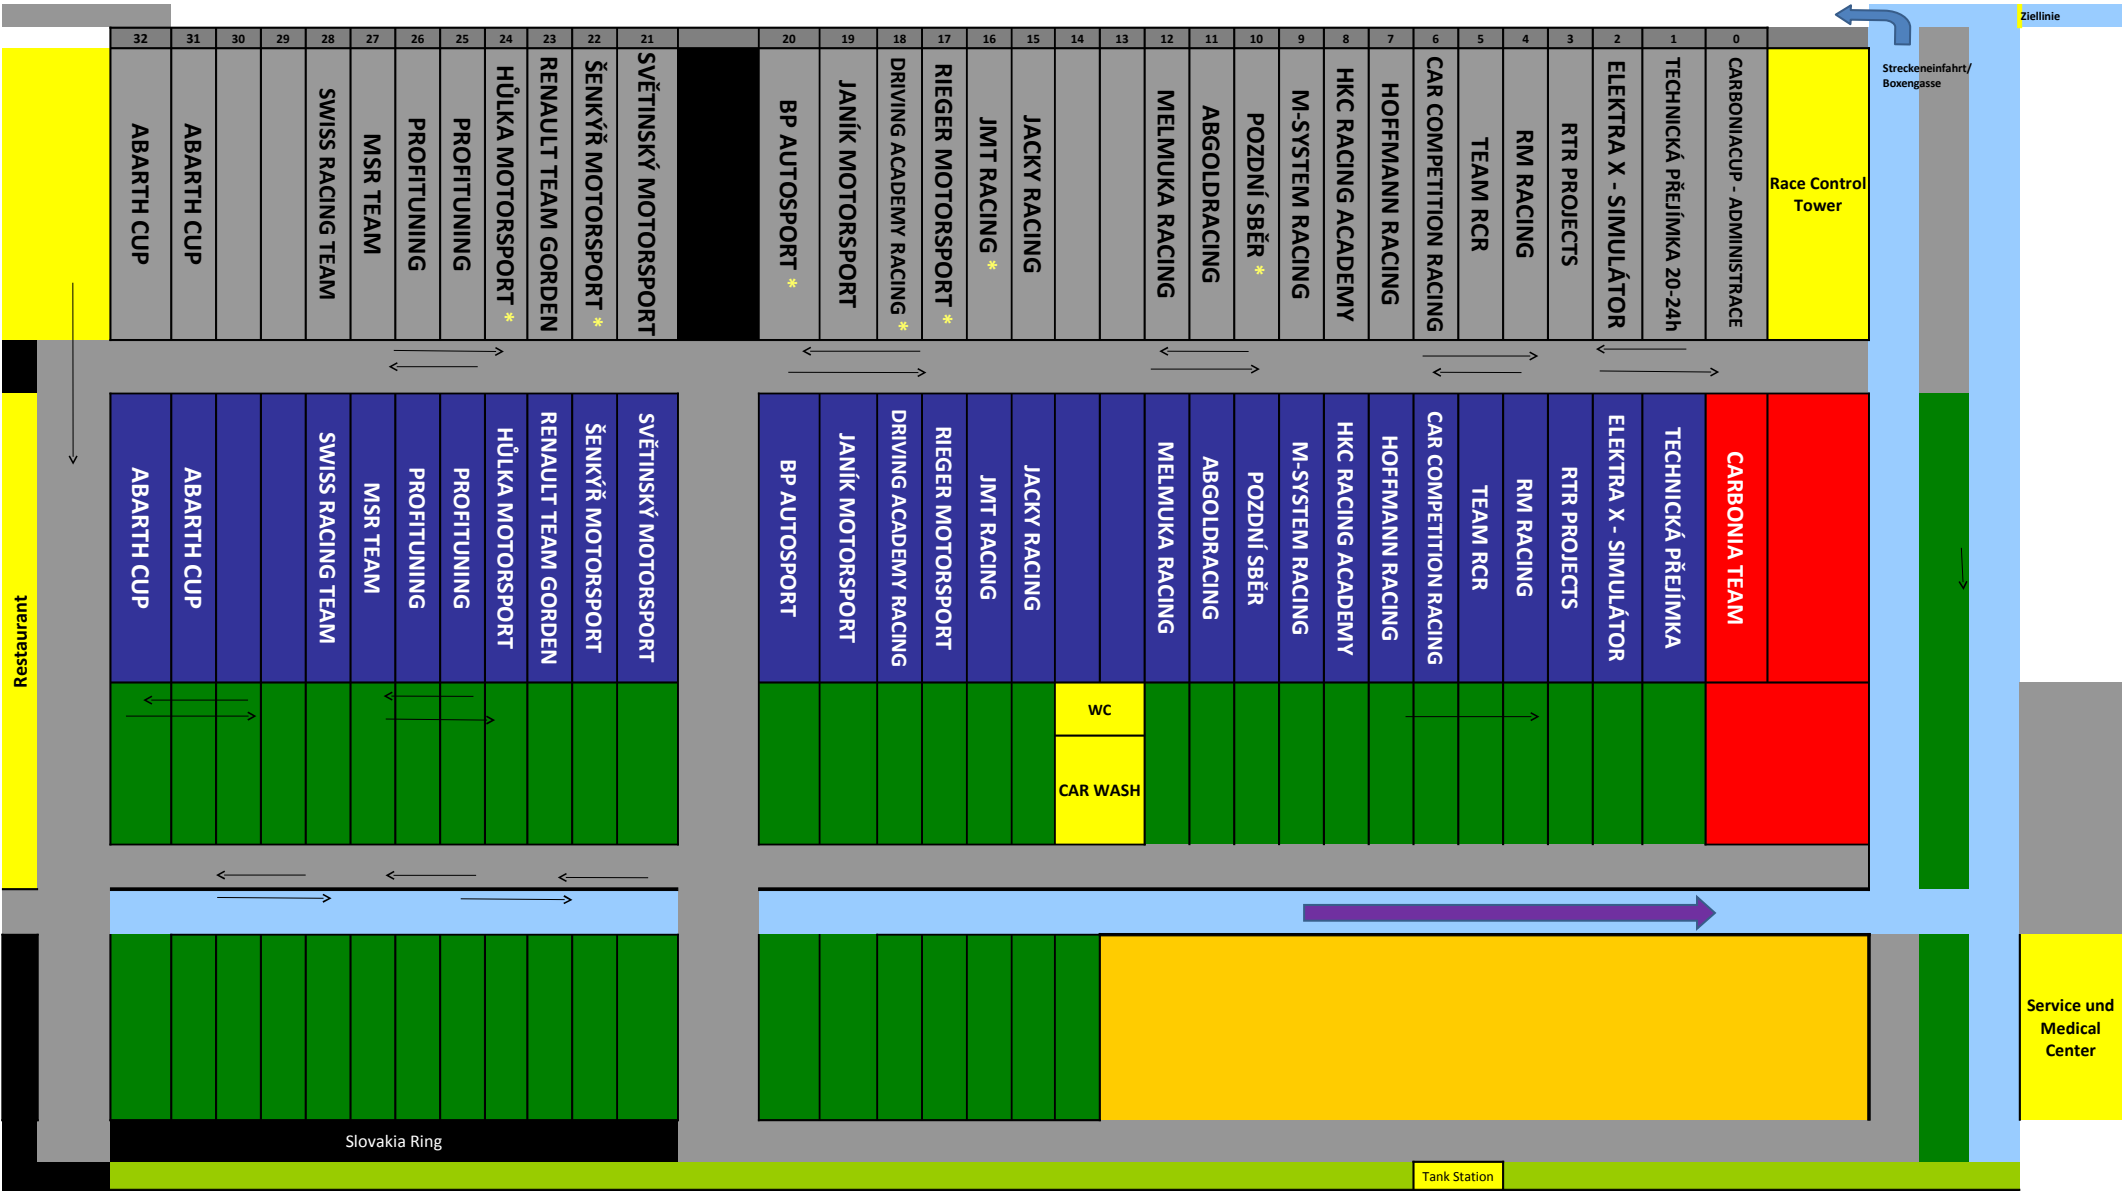 Ziellinie
32 31 30 29 28 27 26 25 24 23 22 21 20 19 18 17 16 15 14 13 12 11 10 9 8 7 6 5 4 3 2 1 0
Streckeneinfahrt/
Boxengasse
ABARTH CUP
ABARTH CUP
SWISS RACING TEAM
MSR TEAM
PROFITUNING
PROFITUNING
HŮLKA MOTORSPORT *
RENAULT TEAM GORDEN
ŠENKÝŘ MOTORSPORT *
SVĚTINSKÝ MOTORSPORT
BP AUTOSPORT *
JANÍK MOTORSPORT
DRIVING ACADEMY RACING *
RIEGER MOTORSPORT *
JMT RACING *
JACKY RACING
MELMUKA RACING
ABGOLDRACING
POZDNÍ SBĚR *
M-SYSTEM RACING
HKC RACING ACADEMY
HOFFMANN RACING
CAR COMPETITION RACING
TEAM RCR
RM RACING
RTR PROJECTS
ELEKTRA X - SIMULÁTOR
TECHNICKÁ PŘEJÍMKA 20-24h
CARBONIACUP - ADMINISTRACE
Race Control
Tower
Restaurant
ABARTH CUP
ABARTH CUP
SWISS RACING TEAM
MSR TEAM
PROFITUNING
PROFITUNING
HŮLKA MOTORSPORT
RENAULT TEAM GORDEN
ŠENKÝŘ MOTORSPORT
SVĚTINSKÝ MOTORSPORT
BP AUTOSPORT
JANÍK MOTORSPORT
DRIVING ACADEMY RACING
RIEGER MOTORSPORT
JMT RACING
JACKY RACING
MELMUKA RACING
ABGOLDRACING
POZDNÍ SBĚR
M-SYSTEM RACING
HKC RACING ACADEMY
HOFFMANN RACING
CAR COMPETITION RACING
TEAM RCR
RM RACING
RTR PROJECTS
ELEKTRA X - SIMULÁTOR
TECHNICKÁ PŘEJÍMKA
CARBONIA TEAM
WC
CAR WASH
Service und
Medical
Center
Slovakia Ring
Tank Station